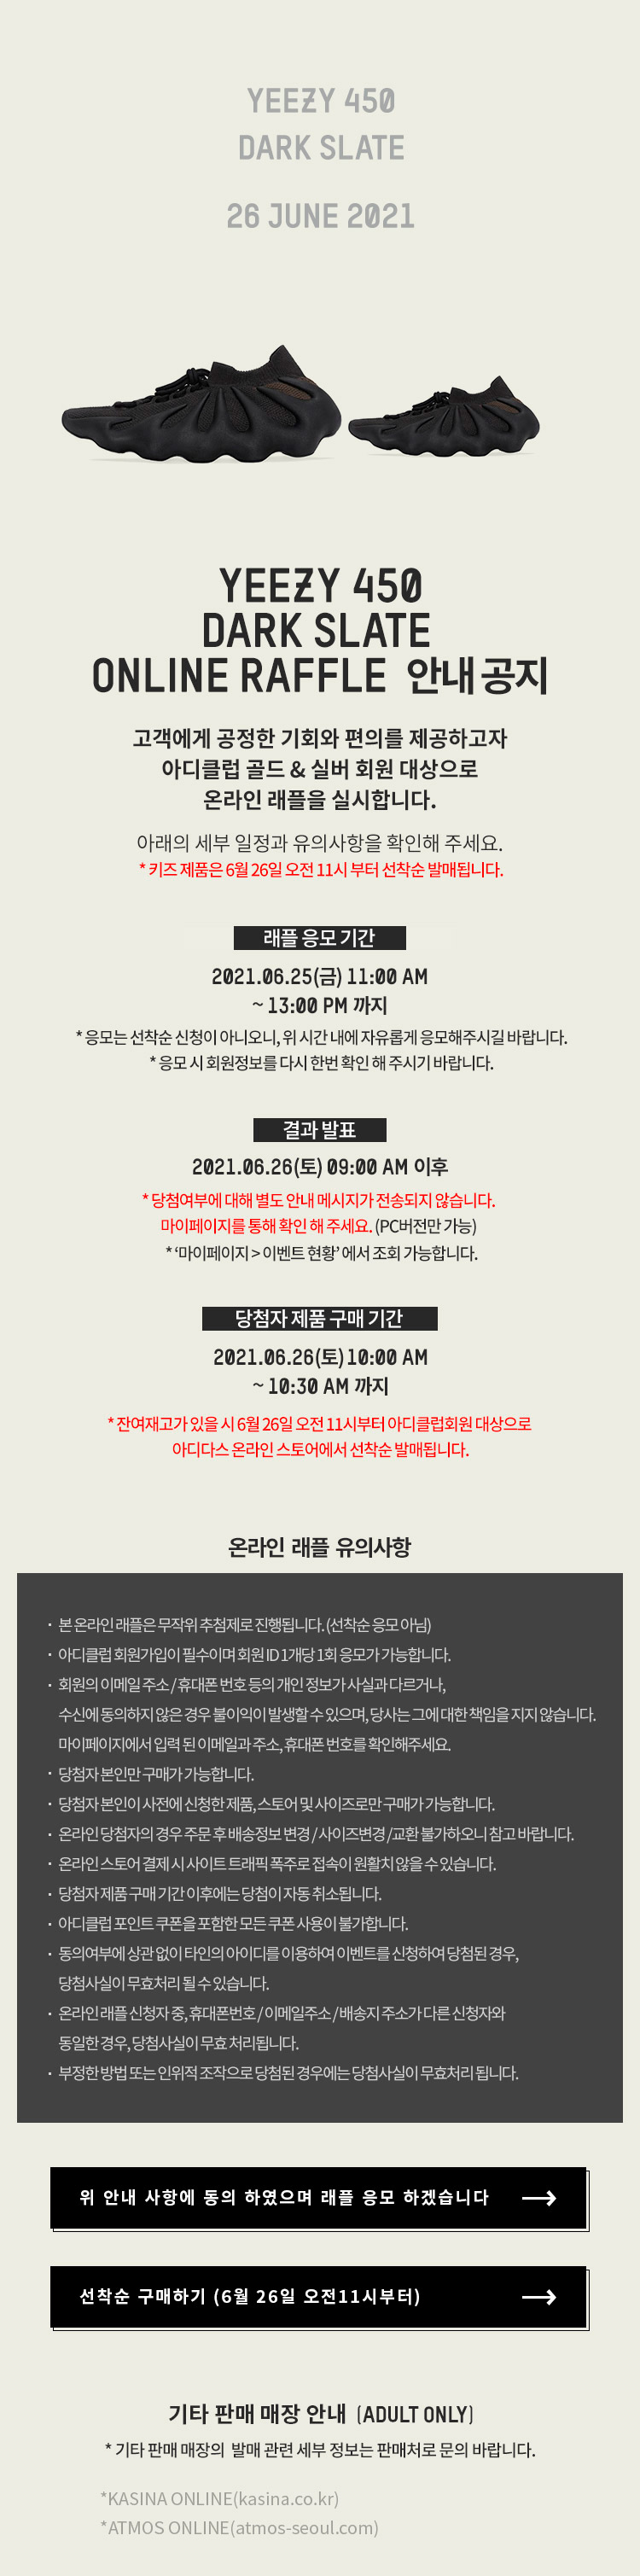 YEEZY 450
DARK SLATE
26 JUNE 2021
YEEZY 450
DARK SLATE
ONLINE RAFFLE 안내 공지
고객에게 공정한 기회와 편의를 제공하고자
아디클럽 골드 & 실버 회원 대상으로
온라인 래플을 실시합니다.
아래의 세부 일정과 유의사항을 확인해 주세요.
* 키즈 제품은 6월 26일 오전 11시 부터 선착순 발매됩니다.
래플 응모 기간
2021.06.25(금) 11:00 AM
~ 13:00 PM 까지
* 응모는 선착순 신청이 아니오니, 위 시간 내에 자유롭게 응모해주시길 바랍니다.
* 응모 시 회원정보를 다시 한번 확인 해 주시기 바랍니다.
결과 발표
2021.06.26(토) 09:00 AM 이후
* 당첨여부에 대해 별도 안내 메시지가 전송되지 않습니다.
마이페이지를 통해 확인 해 주세요. (PC버전만 가능)
* ‘마이페이지 > 이벤트 현황’ 에서 조회 가능합니다.
당첨자 제품 구매 기간
2021.06.26(토) 10:00 AM
~ 10:30 AM 까지
* 잔여재고가 있을 시 6월 26일 오전 11시부터 아디클럽회원 대상으로
아디다스 온라인 스토어에서 선착순 발매됩니다.
온라인 래플 유의사항
· 본 온라인 래플은 무작위 추첨제로 진행됩니다. (선착순 응모 아님)
· 아디클럽 회원가입이 필수이며 회원 ID 1개당 1회 응모가 가능합니다.
· 회원의 이메일 주소 / 휴대폰 번호 등의 개인 정보가 사실과 다르거나,
수신에 동의하지 않은 경우 불이익이 발생할 수 있으며, 당사는 그에 대한 책임을 지지 않습니다.
마이페이지에서 입력 된 이메일과 주소, 휴대폰 번호를 확인해주세요.
· 당첨자 본인만 구매가 가능합니다.
· 당첨자 본인이 사전에 신청한 제품, 스토어 및 사이즈로만 구매가 가능합니다.
· 온라인 당첨자의 경우 주문 후 배송정보 변경 / 사이즈변경 /교환 불가하오니 참고 바랍니다.
· 온라인 스토어 결제 시 사이트 트래픽 폭주로 접속이 원활치 않을 수 있습니다.
· 당첨자 제품 구매 기간 이후에는 당첨이 자동 취소됩니다.
· 아디클럽 포인트 쿠폰을 포함한 모든 쿠폰 사용이 불가합니다.
· 동의여부에 상관 없이 타인의 아이디를 이용하여 이벤트를 신청하여 당첨된 경우,
당첨사실이 무효처리 될 수 있습니다.
· 온라인 래플 신청자 중, 휴대폰번호 / 이메일주소 / 배송지 주소가 다른 신청자와
동일한 경우, 당첨사실이 무효 처리됩니다.
· 부정한 방법 또는 인위적 조작으로 당첨된 경우에는 당첨사실이 무효처리 됩니다.
위 안내 사항에 동의 하였으며 래플 응모 하겠습니다
선착순 구매하기 (6월 26일 오전11시부터)
기타 판매 매장 안내 (ADULT ONLY)
* 기타 판매 매장의 발매 관련 세부 정보는 판매처로 문의 바랍니다.
*KASINA ONLINE(kasina.co.kr)
*ATMOS ONLINE(atmos-seoul.com)